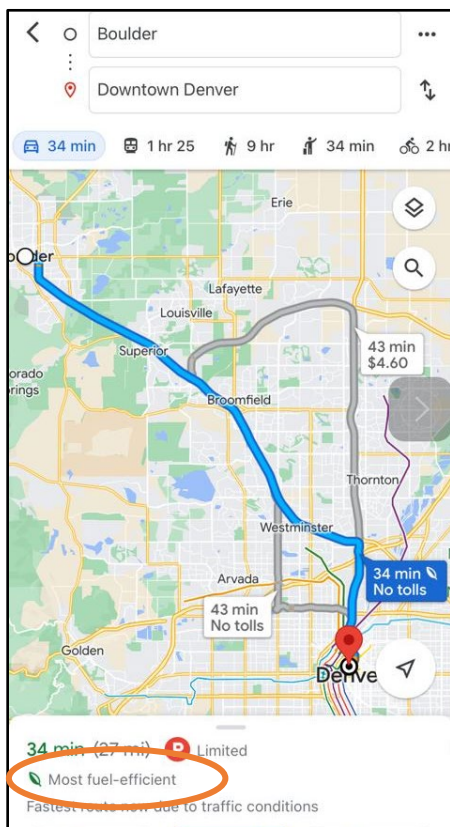 Boulder
Downtown Denver
34 min 1 hr 25 9 hr 34 min 2 hr
Erie
Lafayette
Louisville
43 min
$4.60
Superior
Broomfield
Thornton
Westminster
34 min
No tolls
Arvada
43 min
No tolls
Golden
Denve
34 min (27 mi) P Limited
Most fuel-efficient
Fastest route now due to traffic conditions